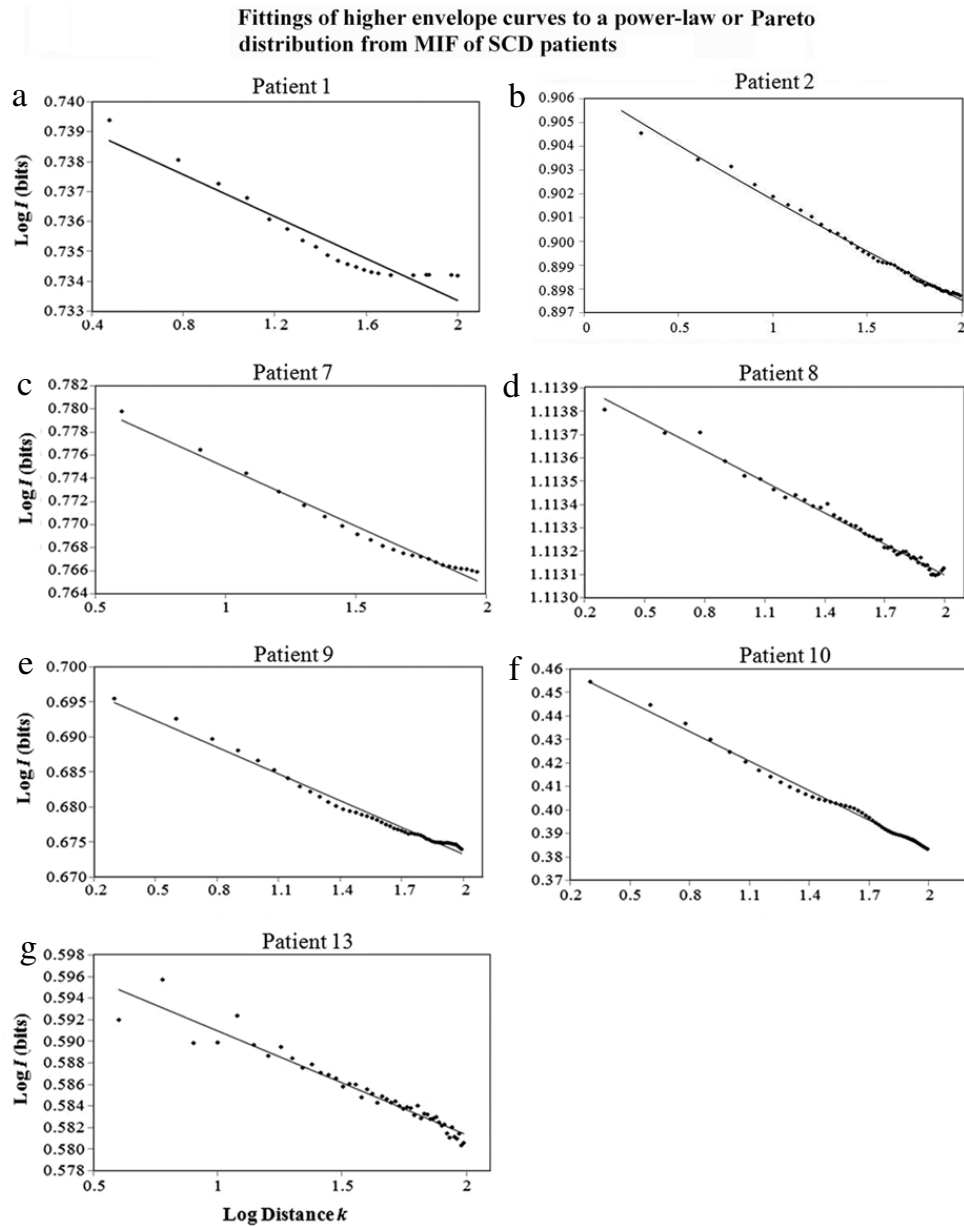 Fittings of higher envelope curves to a power-law or Pareto
distribution from MIF of SCD patients
a
Patient 1
Log I (bits)
0.740
0.739
0.738
0.737
0.736
0.735
0.734
0.733
0.4 0.8 1.2 1.6 2
b
Patient 2
0.906
0.905
0.904
0.903
0.902
0.901
0.900
0.899
0.898
0.897
0 0.5 1 1.5 2
c
Patient 7
Log I (bits)
0.782
0.780
0.778
0.776
0.774
0.772
0.770
0.768
0.766
0.764
0.5 1 1.5 2
d
Patient 8
1.1139
1.1138
1.1137
1.1136
1.1135
1.1134
1.1133
1.1132
1.1131
1.1130
0.2 0.5 0.8 1.1 1.4 1.7 2
e
Patient 9
Log I (bits)
0.700
0.695
0.690
0.685
0.680
0.675
0.670
0.2 0.5 0.8 1.1 1.4 1.7 2
f
Patient 10
0.46
0.45
0.44
0.43
0.42
0.41
0.40
0.39
0.38
0.37
0.2 0.5 0.8 1.1 1.4 1.7 2
g
Patient 13
Log I (bits)
0.598
0.596
0.594
0.592
0.590
0.588
0.586
0.584
0.582
0.580
0.578
0.5 1 1.5 2
Log Distance k